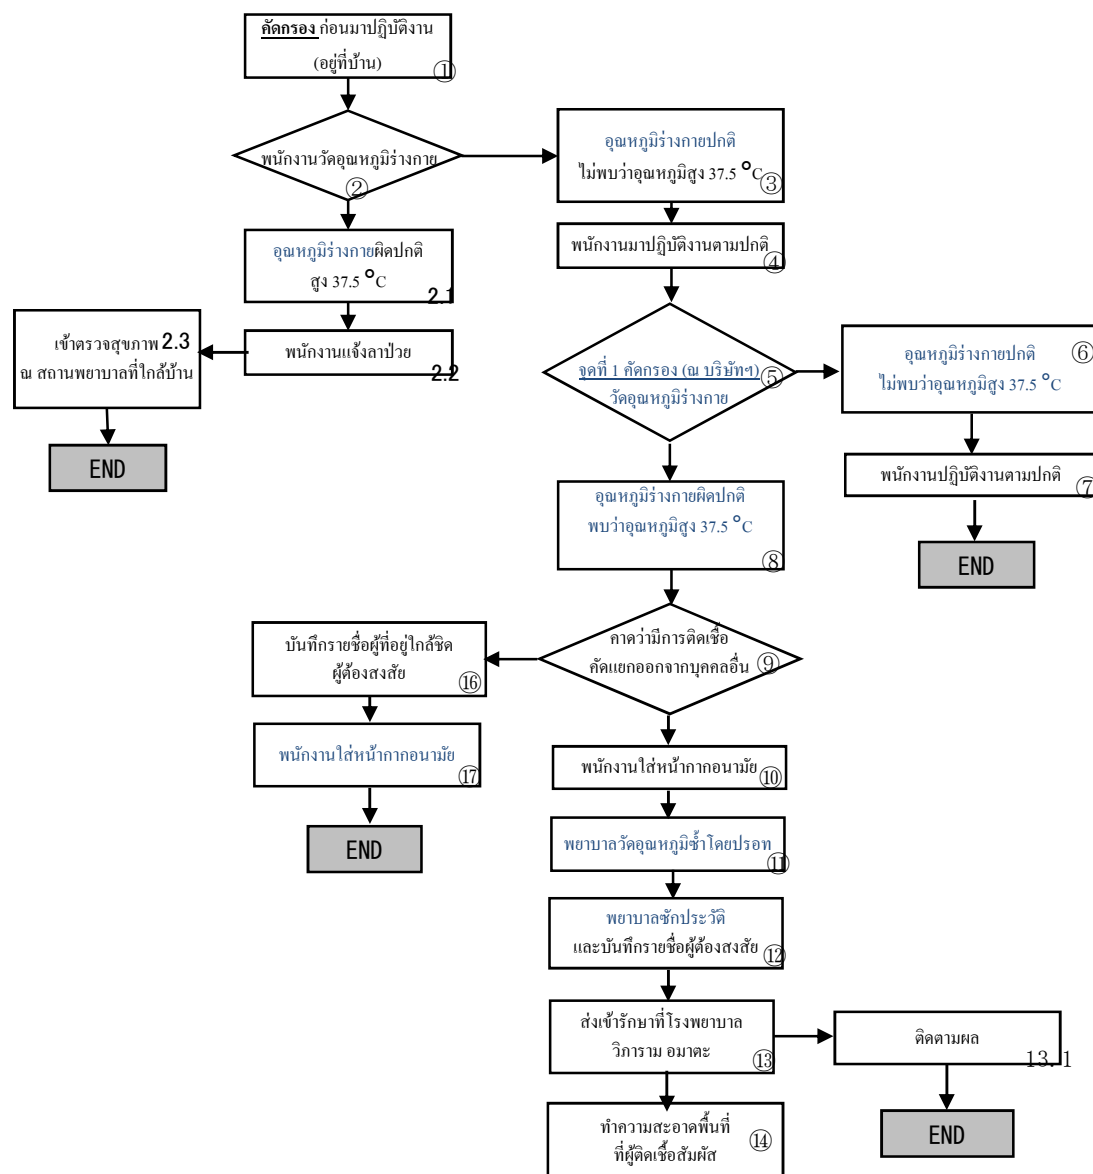 คัดกรอง ก่อนมาปฏิบัติงาน
(อยู่ที่บ้าน)
①
พนักงานวัดอุณหภูมิร่างกาย
②
อุณหภูมิร่างกายปกติ
ไม่พบว่าอุณหภูมิสูง 37.5 °C
③
พนักงานมาปฏิบัติงานตามปกติ
④
อุณหภูมิร่างกายผิดปกติ
สูง 37.5 °C
2.1
พนักงานแจ้งลาป่วย
2.2
เข้าตรวจสุขภาพ 2.3
ณ สถานพยาบาลที่ใกล้บ้าน
END
จุดที่ 1 คัดกรอง (ณ บริษัทฯ)
⑤
วัดอุณหภูมิร่างกาย
อุณหภูมิร่างกายปกติ
⑥
ไม่พบว่าอุณหภูมิสูง 37.5 °C
พนักงานปฏิบัติงานตามปกติ
⑦
END
อุณหภูมิร่างกายผิดปกติ
พบว่าอุณหภูมิสูง 37.5 °C
⑧
คาดว่ามีการติดเชื้อ
คัดแยกออกจากบุคคลอื่น
⑨
บันทึกรายชื่อผู้ที่อยู่ใกล้ชิด
ผู้ต้องสงสัย
⑯
พนักงานใส่หน้ากากอนามัย
⑰
END
พนักงานใส่หน้ากากอนามัย
⑩
พยาบาลวัดอุณหภูมิซ้ำโดยปรอท
⑪
พยาบาลซักประวัติ
และบันทึกรายชื่อผู้ต้องสงสัย
⑫
ส่งเข้ารักษาที่โรงพยาบาล
วิภาราม อมาตะ
⑬
ติดตามผล
13.1
END
ทำความสะอาดพื้นที่
ที่ผู้ติดเชื้อสัมผัส
⑭